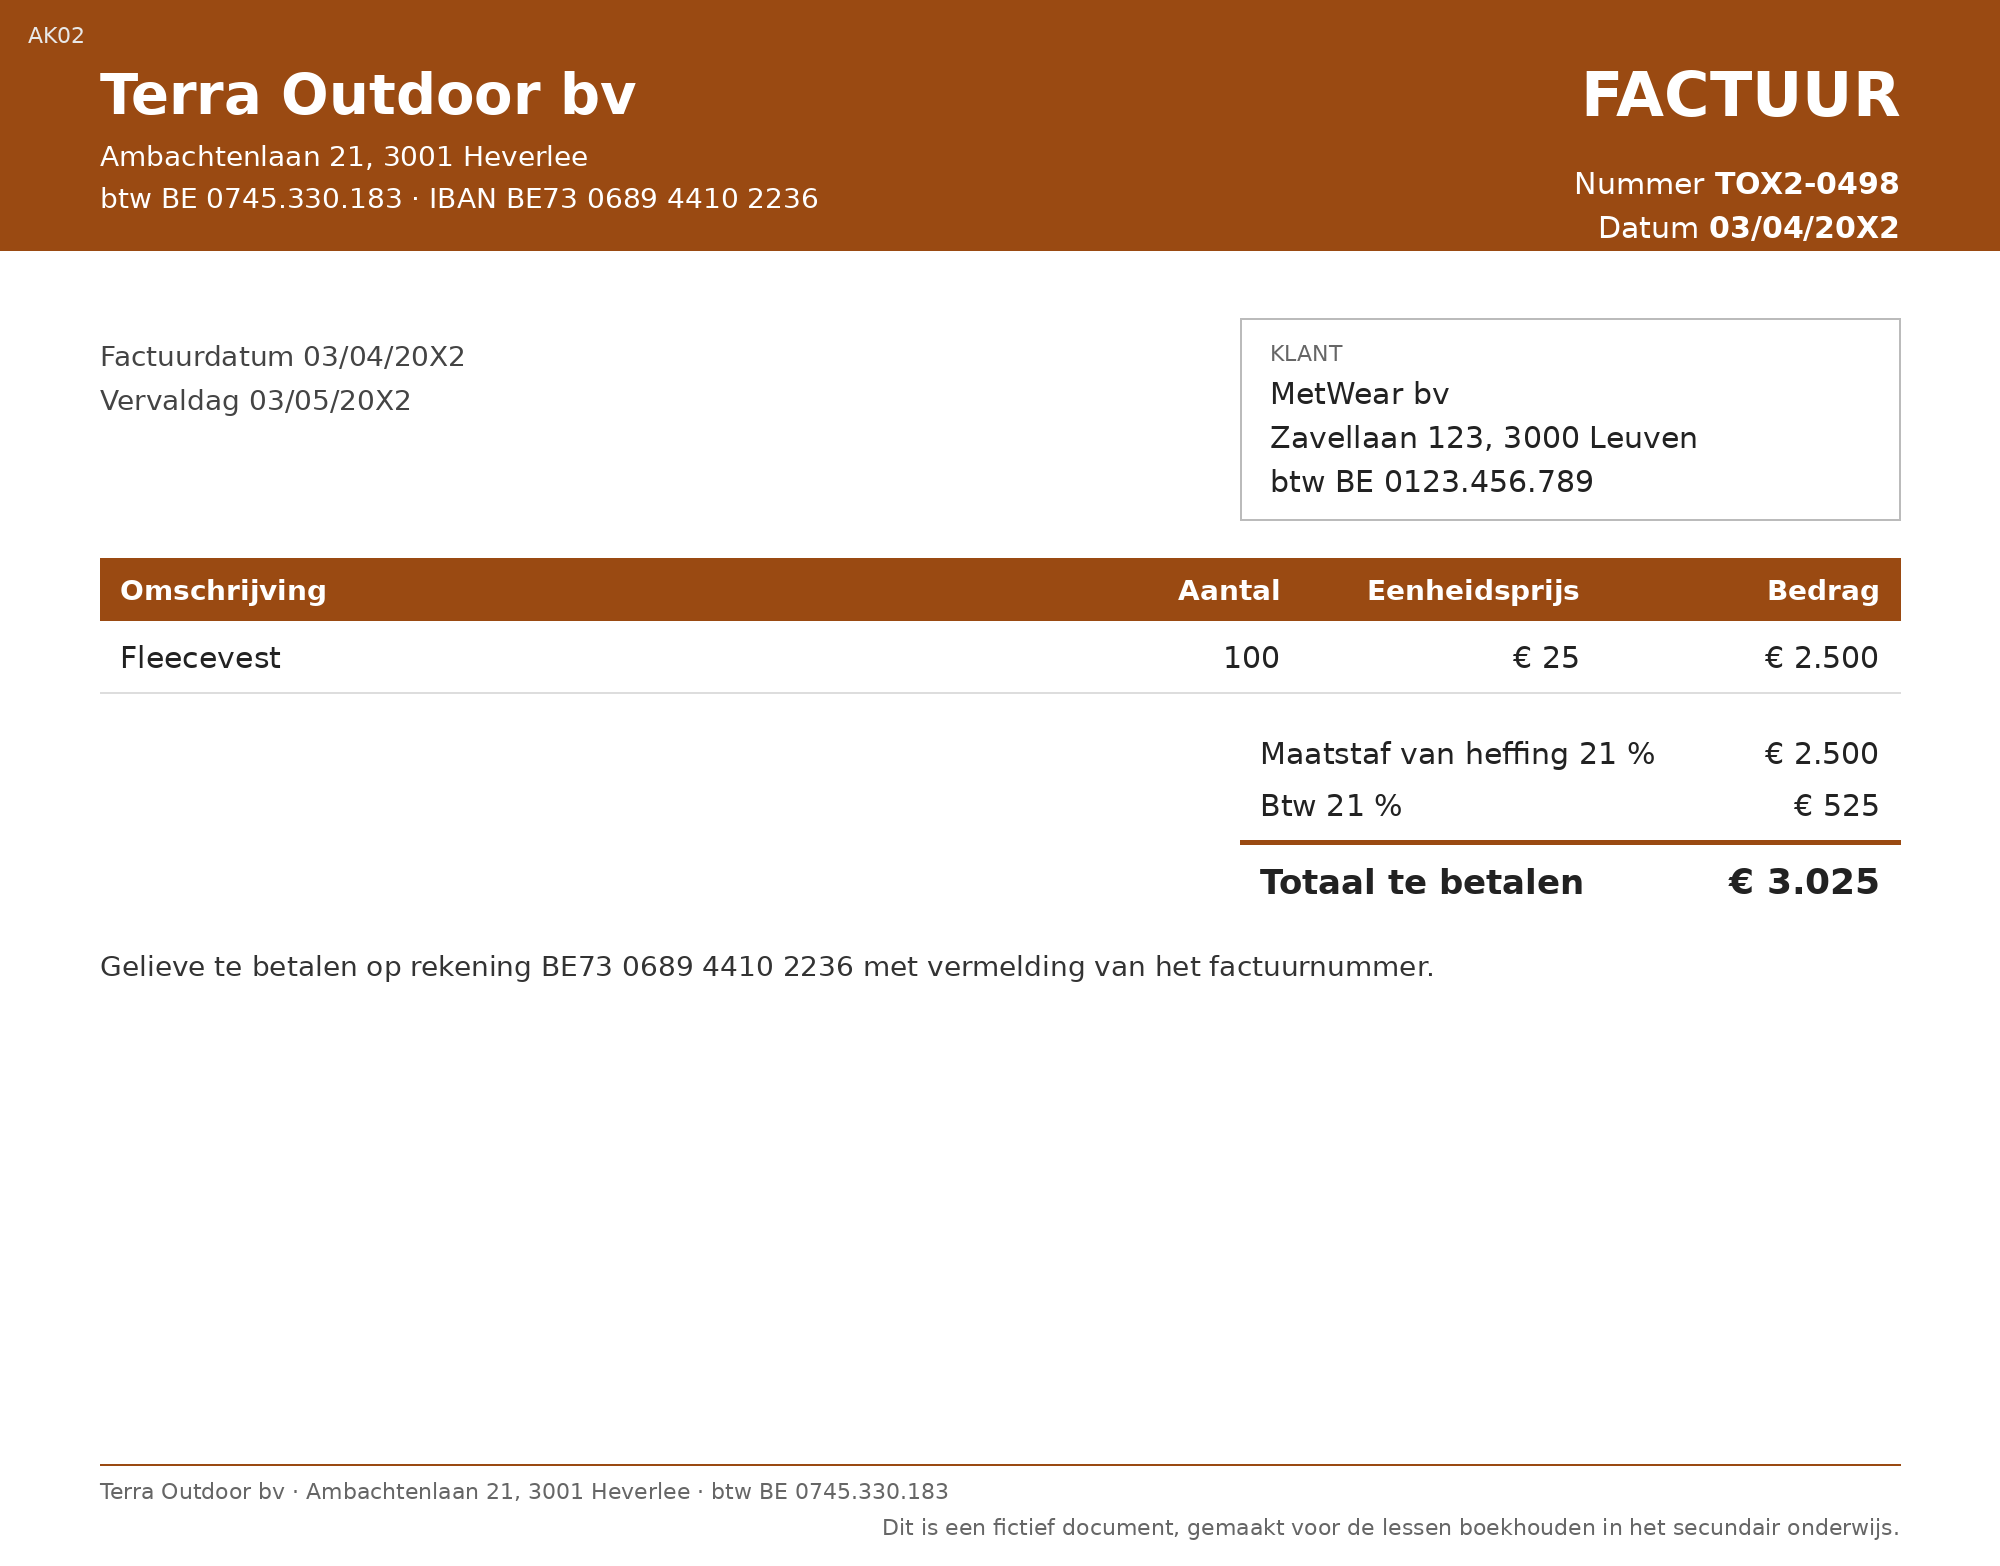 AK02
Terra Outdoor bv
Ambachtenlaan 21, 3001 Heverlee
btw BE 0745.330.183 · IBAN BE73 0689 4410 2236
FACTUUR
Nummer TOX2-0498
Datum 03/04/20X2
Factuurdatum 03/04/20X2
Vervaldag 03/05/20X2
KLANT
MetWear bv
Zavellaan 123, 3000 Leuven
btw BE 0123.456.789
Omschrijving Aantal Eenheidsprijs Bedrag
Fleecevest 100 € 25 € 2.500
Maatstaf van heffing 21 % € 2.500
Btw 21 % € 525
Totaal te betalen € 3.025
Gelieve te betalen op rekening BE73 0689 4410 2236 met vermelding van het factuurnummer.
Terra Outdoor bv · Ambachtenlaan 21, 3001 Heverlee · btw BE 0745.330.183
Dit is een fictief document, gemaakt voor de lessen boekhouden in het secundair onderwijs.